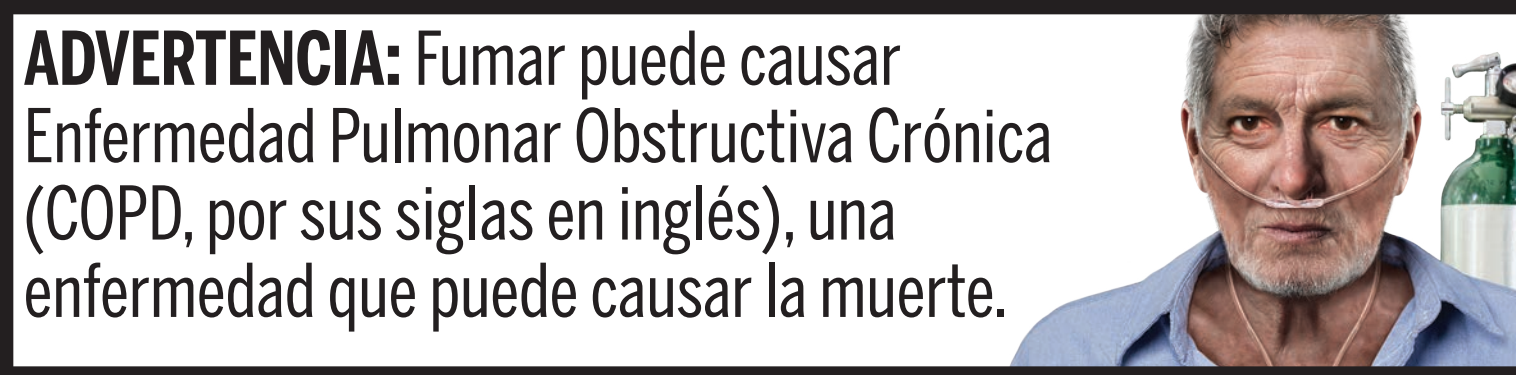 ADVERTENCIA: Fumar puede causar
Enfermedad Pulmonar Obstructiva Crónica
(COPD, por sus siglas en inglés), una
enfermedad que puede causar la muerte.